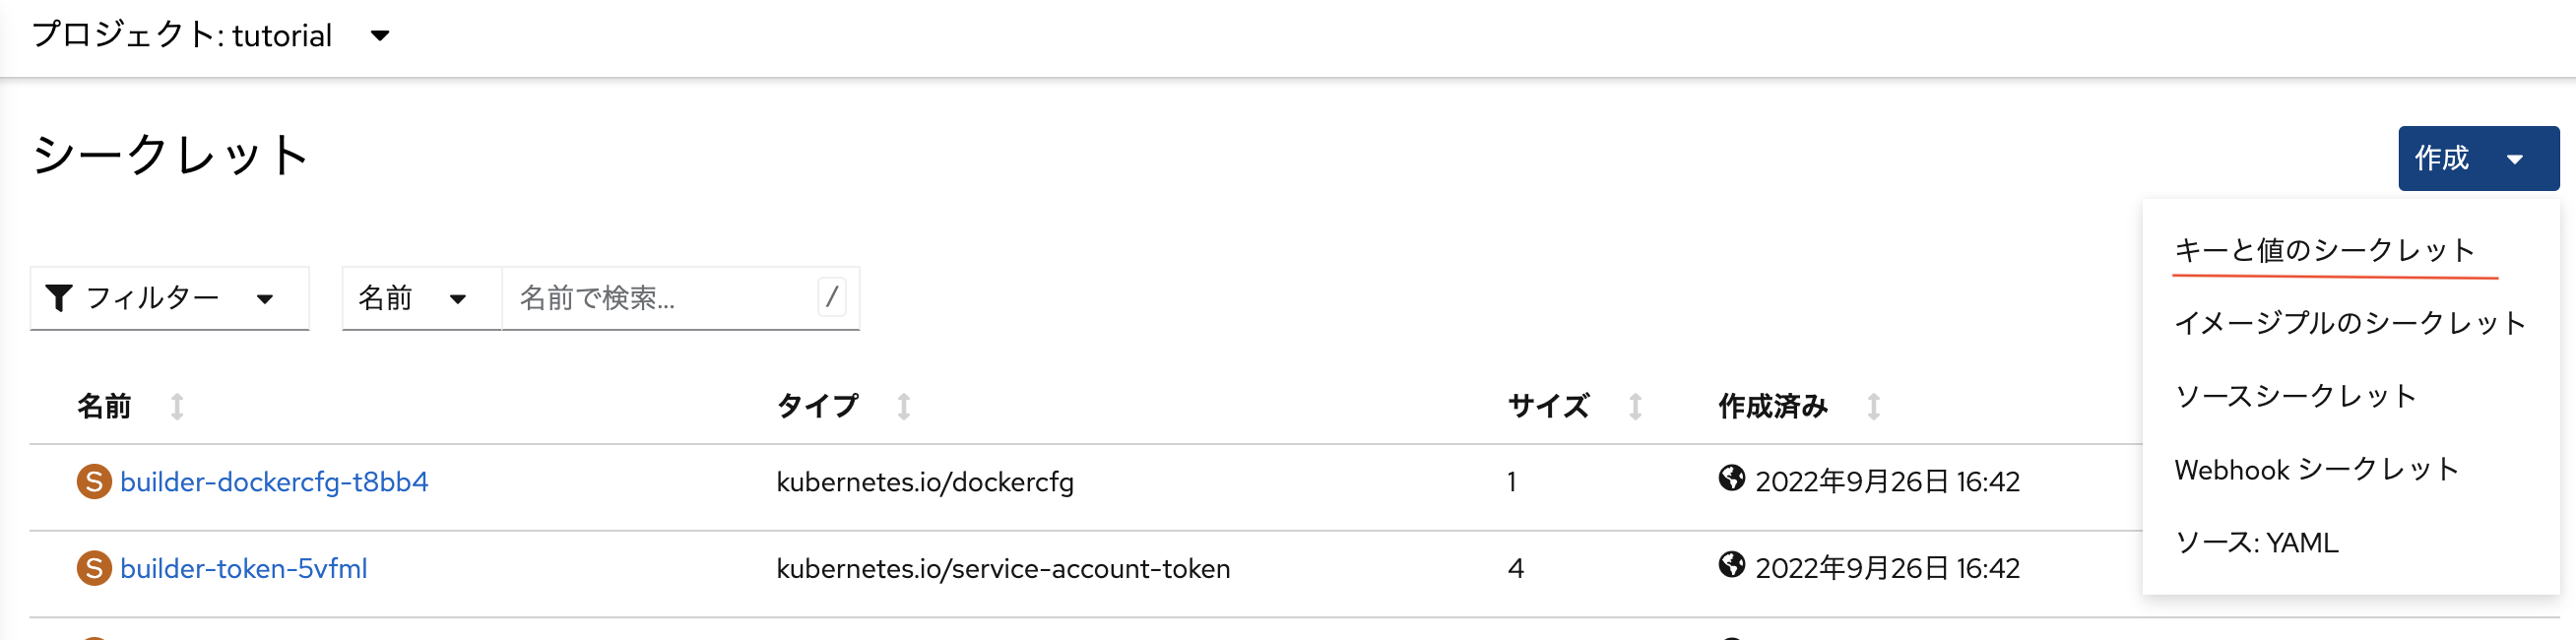 プロジェクト: tutorial
シークレット
作成
キーと値のシークレット
イメージプルのシークレット
ソースシークレット
Webhook シークレット
ソース: YAML
フィルター 名前 名前で検索... /
名前 タイプ サイズ 作成済み
S builder-dockercfg-t8bb4 kubernetes.io/dockercfg 1 2022年9月26日 16:42
S builder-token-5vfml kubernetes.io/service-account-token 4 2022年9月26日 16:42